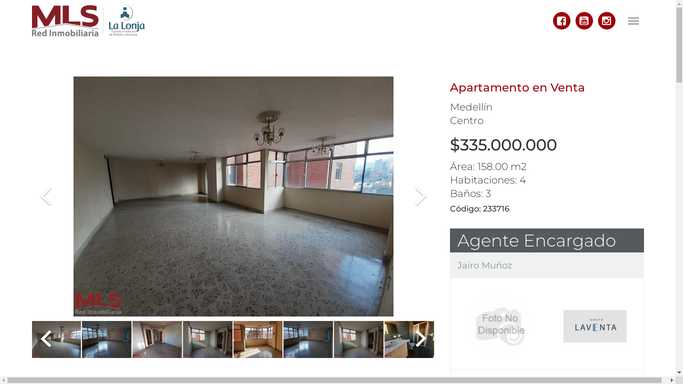 MLS
Red Inmobiliaria
La Lonja
Apartamento en Venta
Medellín
Centro
$335.000.000
Área: 158.00 m2
Habitaciones: 4
Baños: 3
Código: 233716
Agente Encargado
Jairo Muñoz
MLS
Red Inmobiliaria
Foto No
Disponible
LAVENTA